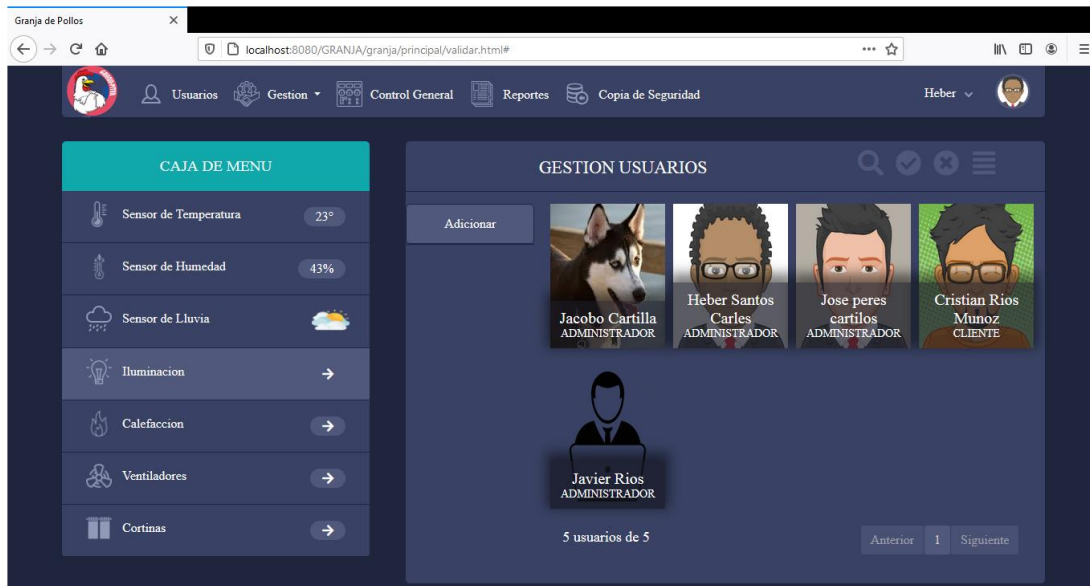 Granja de Pollos
localhost:8080/GRANJA/granja/principal/validar.html#
Usuarios
Gestion
Control General
Reportes
Copia de Seguridad
Heber
CAJA DE MENU
Sensor de Temperatura
23°
Sensor de Humedad
43%
Sensor de Lluvia
Iluminacion
Calefaccion
Ventiladores
Cortinas
GESTION USUARIOS
Adicionar
Jacobo Cartilla
ADMINISTRADOR
Heber Santos
Carles
ADMINISTRADOR
Jose peres
cartilos
ADMINISTRADOR
Cristian Rios
Munoz
CLIENTE
Javier Rios
ADMINISTRADOR
5 usuarios de 5
Anterior
1
Siguiente